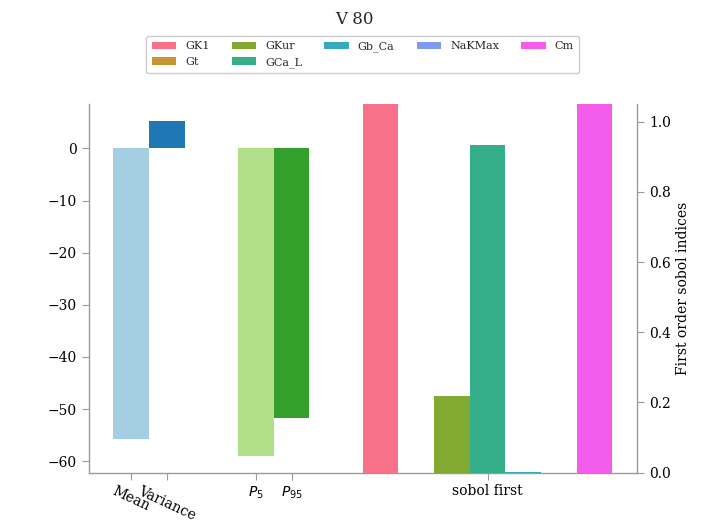 V 80
GK1 GKur Gb_Ca NaKMax Cm
Gt GCa_L
0
−10
−20
−30
−40
−50
−60
1.0
0.8
0.6
0.4
0.2
0.0
First order sobol indices
Mean Variance P5 P95 sobol first